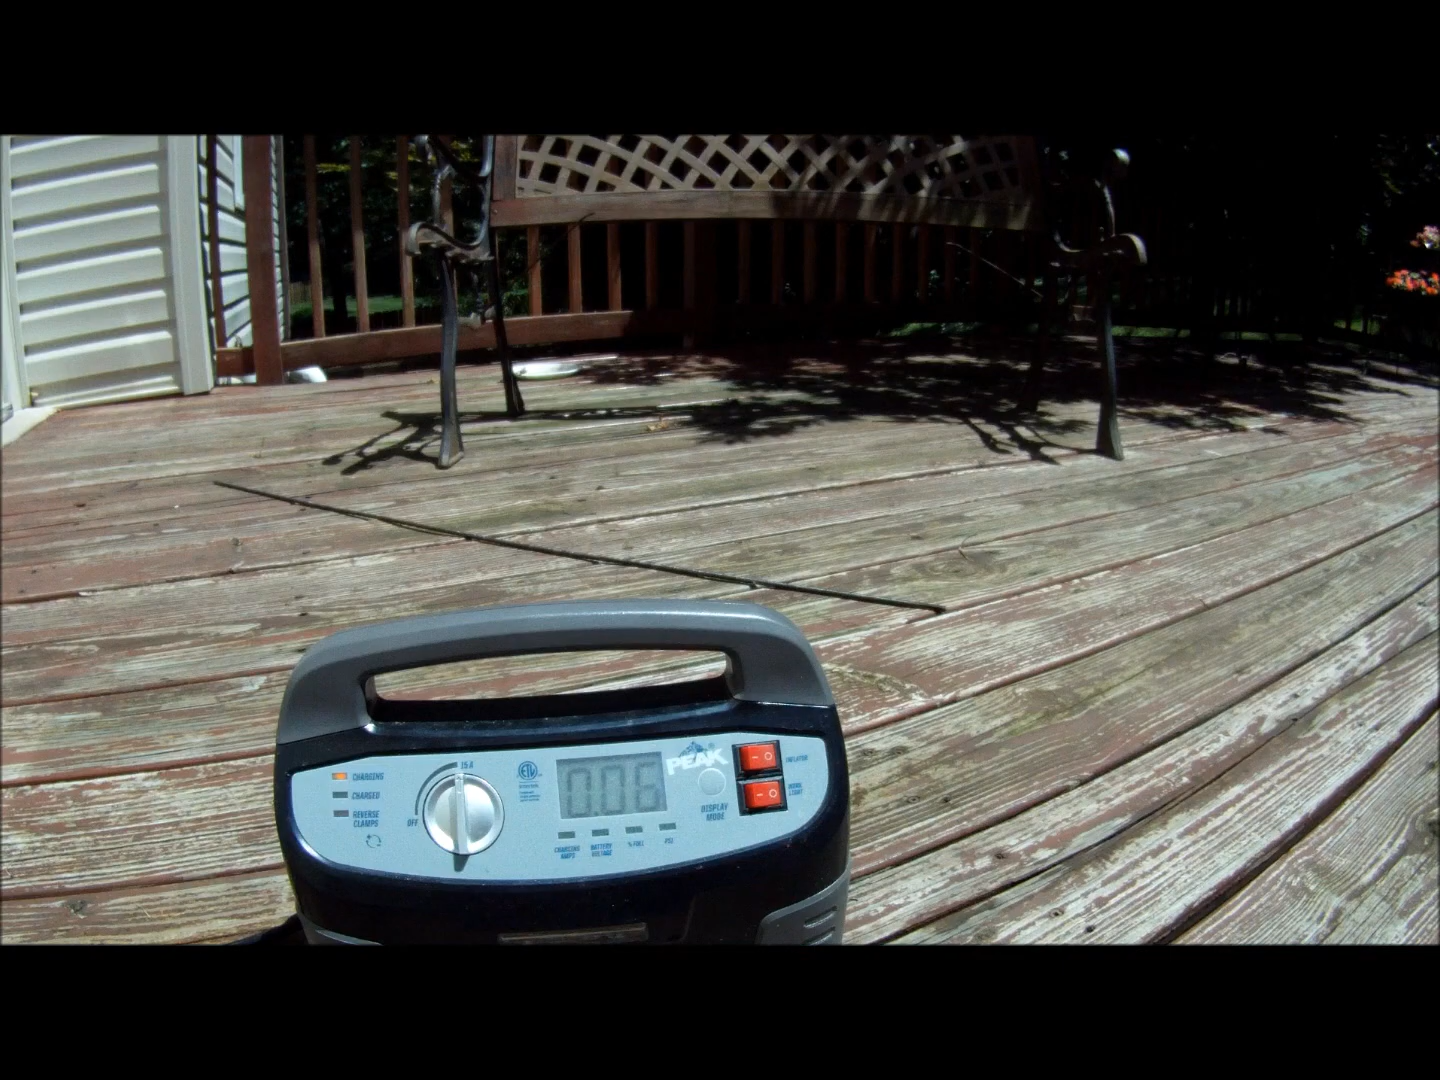 15 A
OFF
CHARGING
CHARGED
REVERSE
CLAMPS
ETL
0.06
PEAK
DISPLAY
MODE
INFLATOR
WORK
LIGHT
CHARGING
AMPS
BATTERY
VOLTAGE
% FULL
PSI